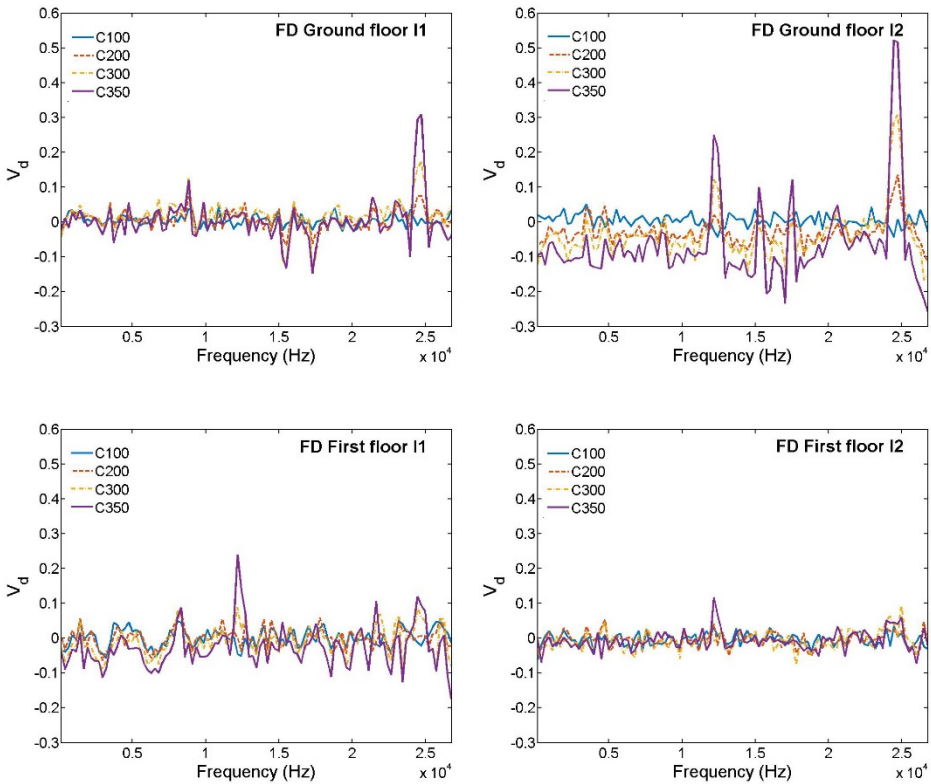 FD Ground floor I1
C100
C200
C300
C350
0.6
0.5
0.4
0.3
0.2
0.1
0
-0.1
-0.2
-0.3
V_d
0.5 1 1.5 2 2.5
Frequency (Hz)
x 10^4
FD Ground floor I2
C100
C200
C300
C350
0.6
0.5
0.4
0.3
0.2
0.1
0
-0.1
-0.2
-0.3
V_d
0.5 1 1.5 2 2.5
Frequency (Hz)
x 10^4
FD First floor I1
C100
C200
C300
C350
0.6
0.5
0.4
0.3
0.2
0.1
0
-0.1
-0.2
-0.3
V_d
0.5 1 1.5 2 2.5
Frequency (Hz)
x 10^4
FD First floor I2
C100
C200
C300
C350
0.6
0.5
0.4
0.3
0.2
0.1
0
-0.1
-0.2
-0.3
V_d
0.5 1 1.5 2 2.5
Frequency (Hz)
x 10^4